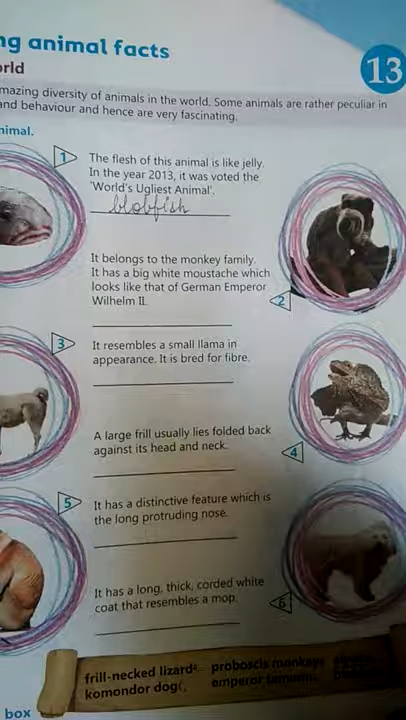 ng animal facts
orld
13
mazing diversity of animals in the world. Some animals are rather peculiar in
and behaviour and hence are very fascinating.
nimal.
1
The flesh of this animal is like jelly.
In the year 2013, it was voted the
'World's Ugliest Animal'.
blobfish
It belongs to the monkey family.
It has a big white moustache which
looks like that of German Emperor
Wilhelm II.
2
3
It resembles a small llama in
appearance. It is bred for fibre.
A large frill usually lies folded back
against its head and neck.
4
5
It has a distinctive feature which is
the long protruding nose.
It has a long, thick, corded white
coat that resembles a mop.
6
frill-necked lizard proboscis monkey
komondor dog emperor tamarin
box